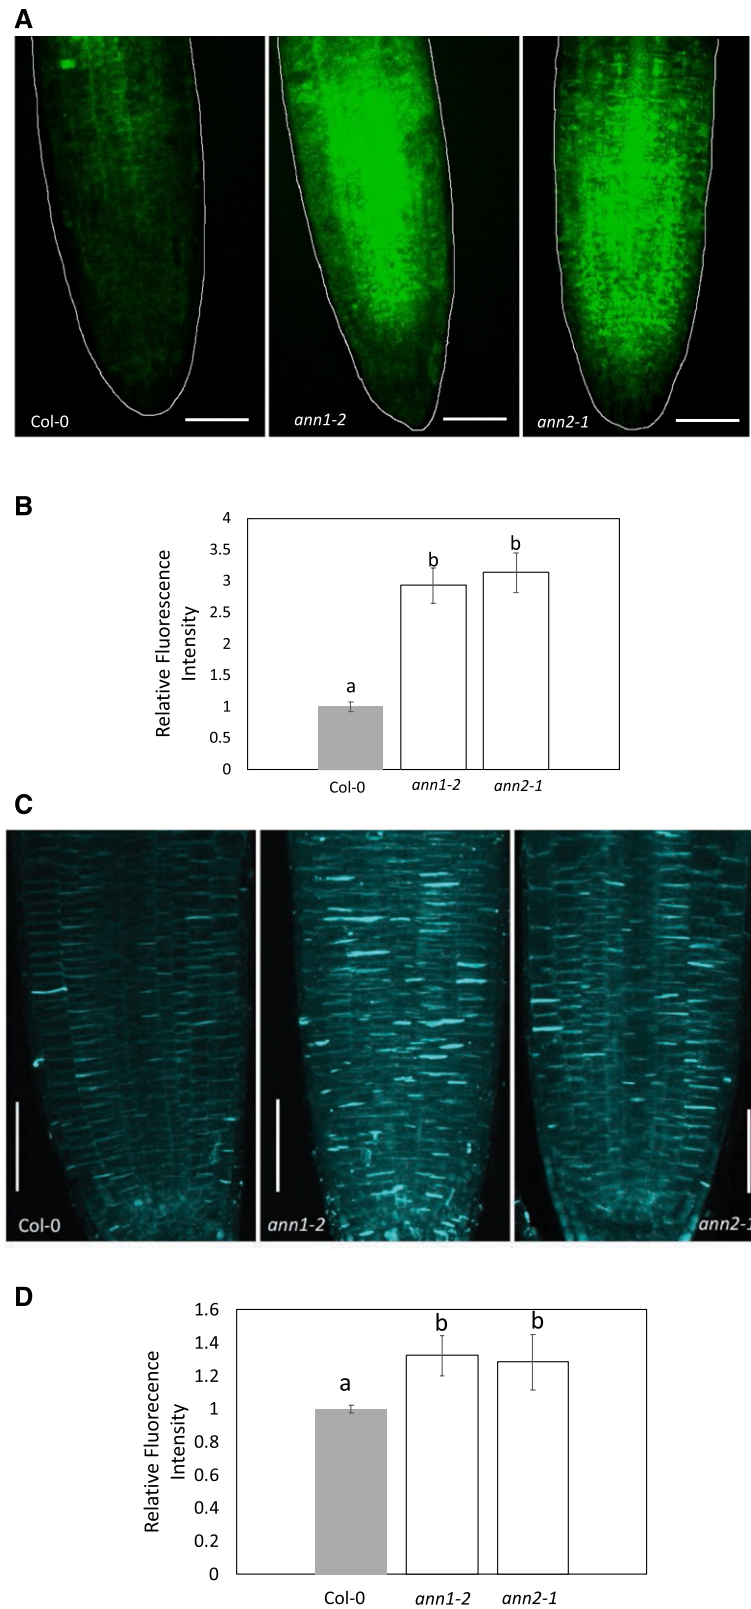 A
Col-0
ann1-2
ann2-1
B
Relative Fluorescence
Intensity
4
3.5
3
2.5
2
1.5
1
0.5
0
a
b
b
Col-0
ann1-2
ann2-1
C
Col-0
ann1-2
ann2-1
D
Relative Fluorecence
Intensity
1.6
1.4
1.2
1
0.8
0.6
0.4
0.2
0
a
b
b
Col-0
ann1-2
ann2-1